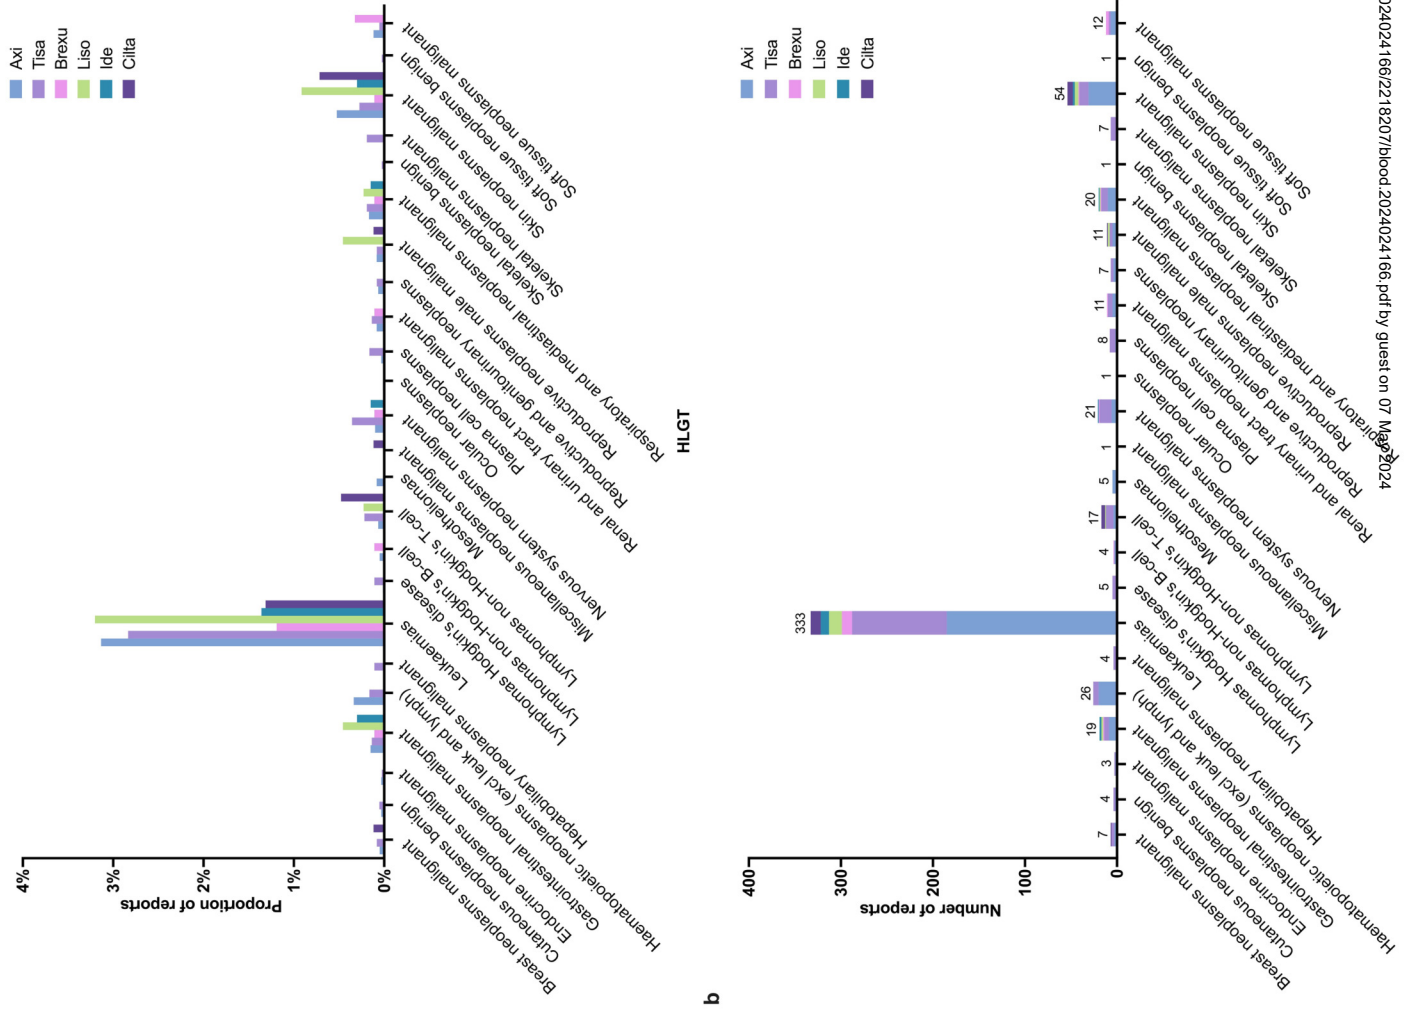 Axi
Tisa
Brexu
Liso
Ide
Cilta
Proportion of reports
4%
3%
2%
1%
0%
Breast neoplasms malignant
Cutaneous neoplasms benign
Endocrine neoplasms malignant
Gastrointestinal neoplasms malignant
Haematopoietic neoplasms (excl leuk and lymph)
Hepatobiliary neoplasms malignant
Leukaemias
Lymphomas Hodgkin's disease
Lymphomas non-Hodgkin's B-cell
Lymphomas non-Hodgkin's T-cell
Mesotheliomas
Miscellaneous neoplasms malignant
Nervous system neoplasms malignant
Ocular neoplasms
Plasma cell neoplasms
Renal and urinary tract neoplasms malignant
Reproductive and genitourinary neoplasms
Reproductive neoplasms male malignant
Respiratory and mediastinal neoplasms malignant
Skeletal neoplasms benign
Skeletal neoplasms malignant
Skin neoplasms malignant
Soft tissue neoplasms benign
Soft tissue neoplasms malignant
HLGT
b
Axi
Tisa
Brexu
Liso
Ide
Cilta
Number of reports
400
300
200
100
0
7
4
3
19
26
4
333
5
4
17
5
1
21
1
8
11
7
11
20
1
7
54
1
12
Breast neoplasms malignant
Cutaneous neoplasms benign
Endocrine neoplasms malignant
Gastrointestinal neoplasms malignant
Haematopoietic neoplasms (excl leuk and lymph)
Hepatobiliary neoplasms malignant
Leukaemias
Lymphomas Hodgkin's disease
Lymphomas non-Hodgkin's B-cell
Lymphomas non-Hodgkin's T-cell
Mesotheliomas
Miscellaneous neoplasms malignant
Nervous system neoplasms malignant
Ocular neoplasms
Plasma cell neoplasms
Renal and urinary tract neoplasms malignant
Reproductive and genitourinary neoplasms
Reproductive neoplasms male malignant
Respiratory and mediastinal neoplasms malignant
Skeletal neoplasms benign
Skeletal neoplasms malignant
Skin neoplasms malignant
Soft tissue neoplasms benign
Soft tissue neoplasms malignant
024024166/2218207/blood.2024024166.pdf by guest on 07 May 2024